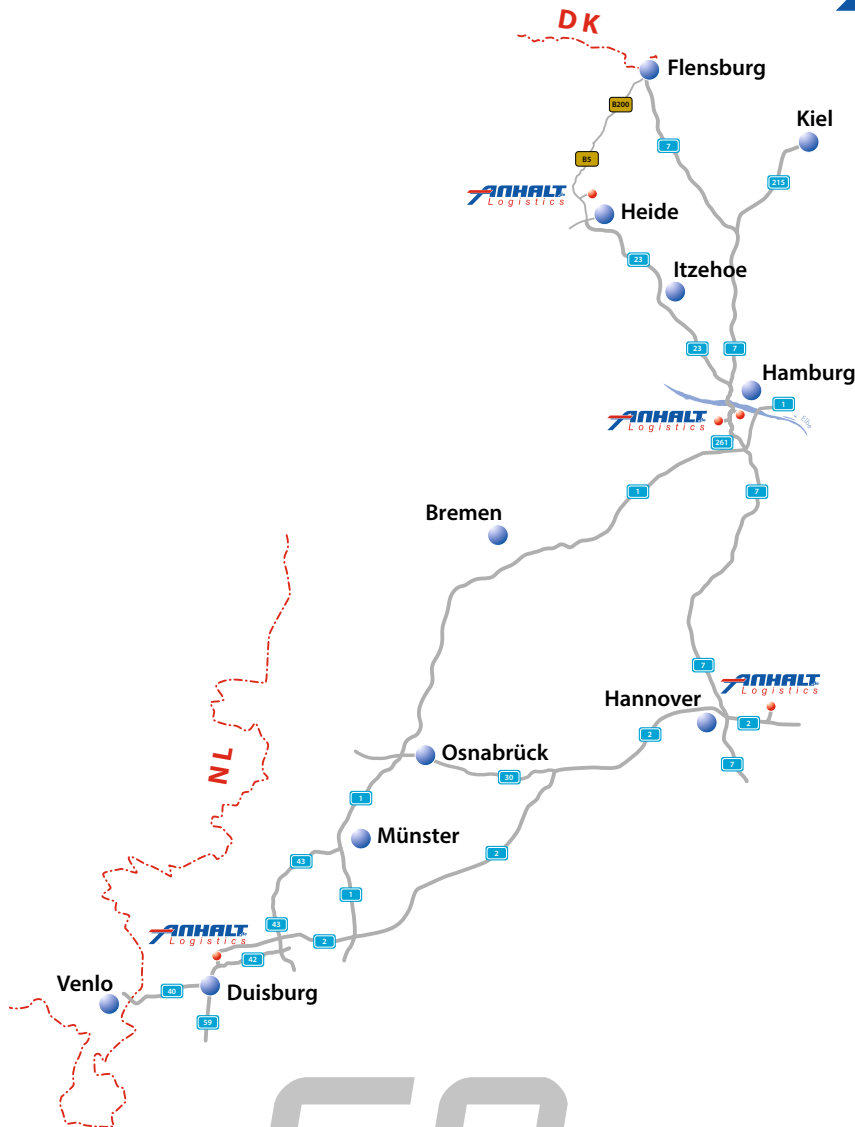 DK
Flensburg
B200
Kiel
7
B5
215
ANHALT
Logistics
Heide
23
Itzehoe
23
7
Hamburg
1
Elbe
ANHALT
Logistics
261
1
7
Bremen
7
ANHALT
Logistics
Hannover
2
2
NL
Osnabrück
7
30
1
Münster
2
43
1
43
ANHALT
Logistics
2
42
Venlo
40
Duisburg
59